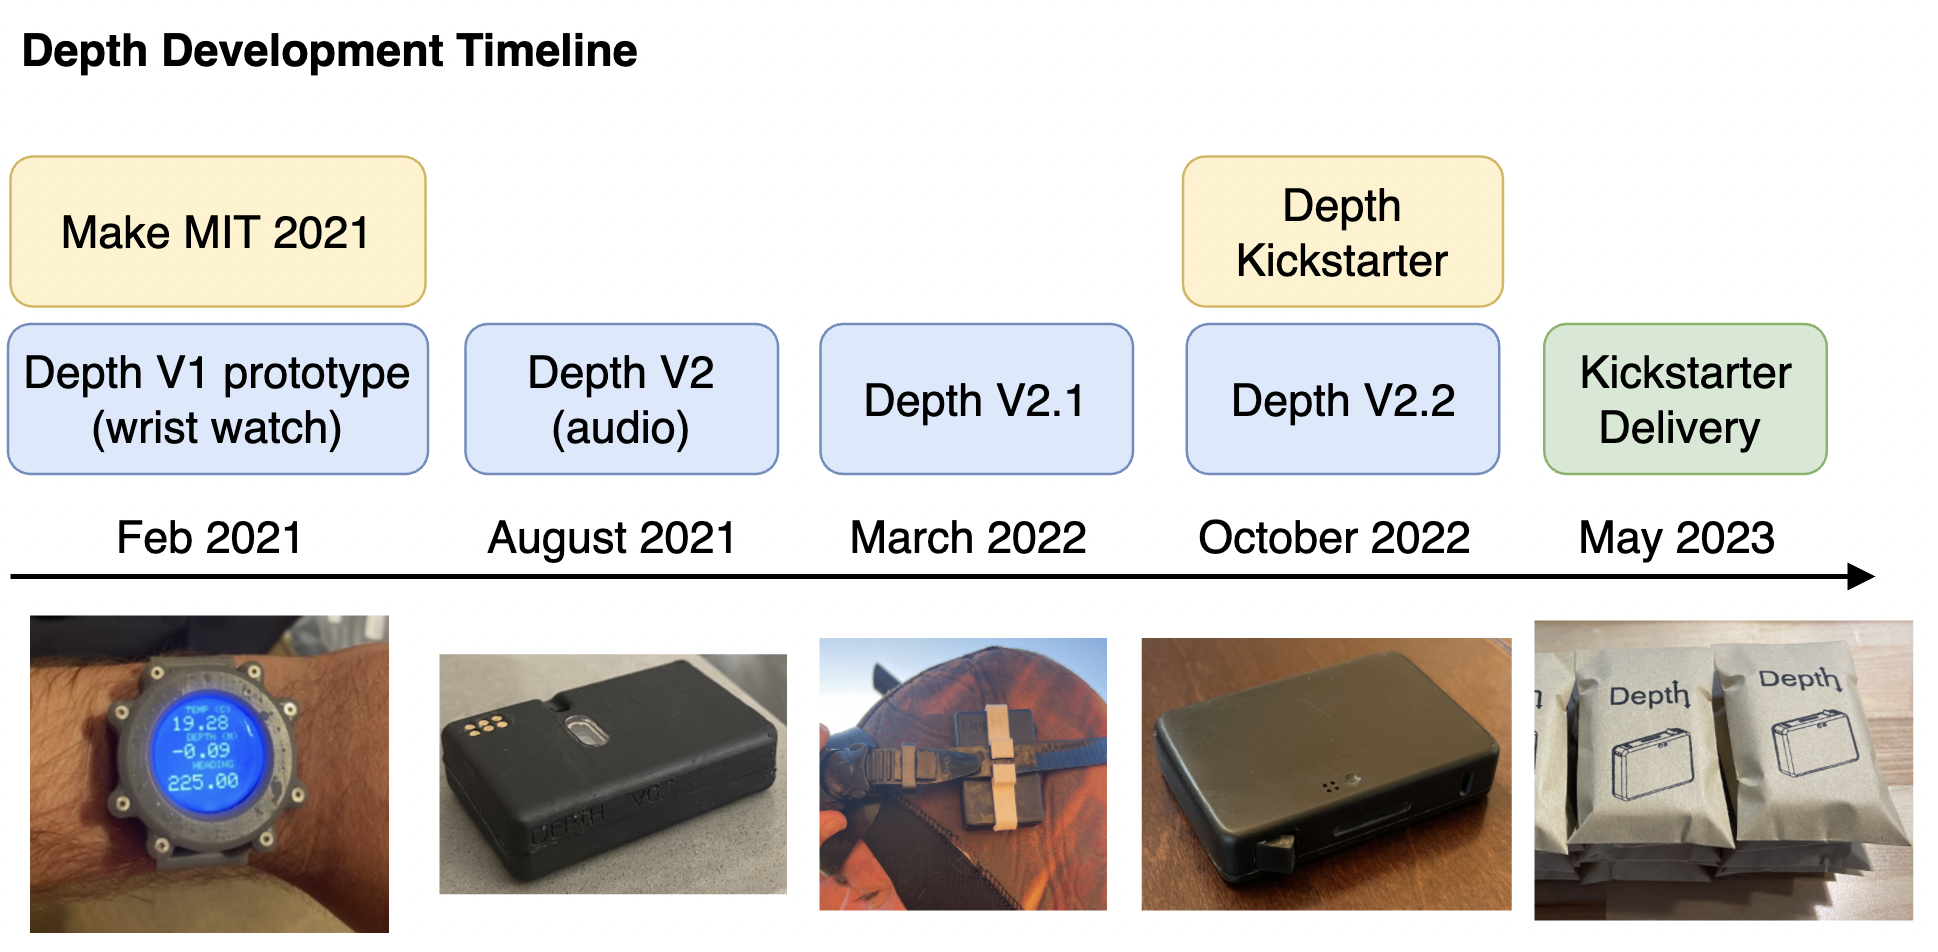 Depth Development Timeline
Make MIT 2021
Depth
Kickstarter
Depth V1 prototype
(wrist watch)
Depth V2
(audio)
Depth V2.1
Depth V2.2
Kickstarter
Delivery
Feb 2021
August 2021
March 2022
October 2022
May 2023
TEMP (C)
19.28
DEPTH (M)
-0.09
HEADING
225.00
DEPTH
Depth
Depth